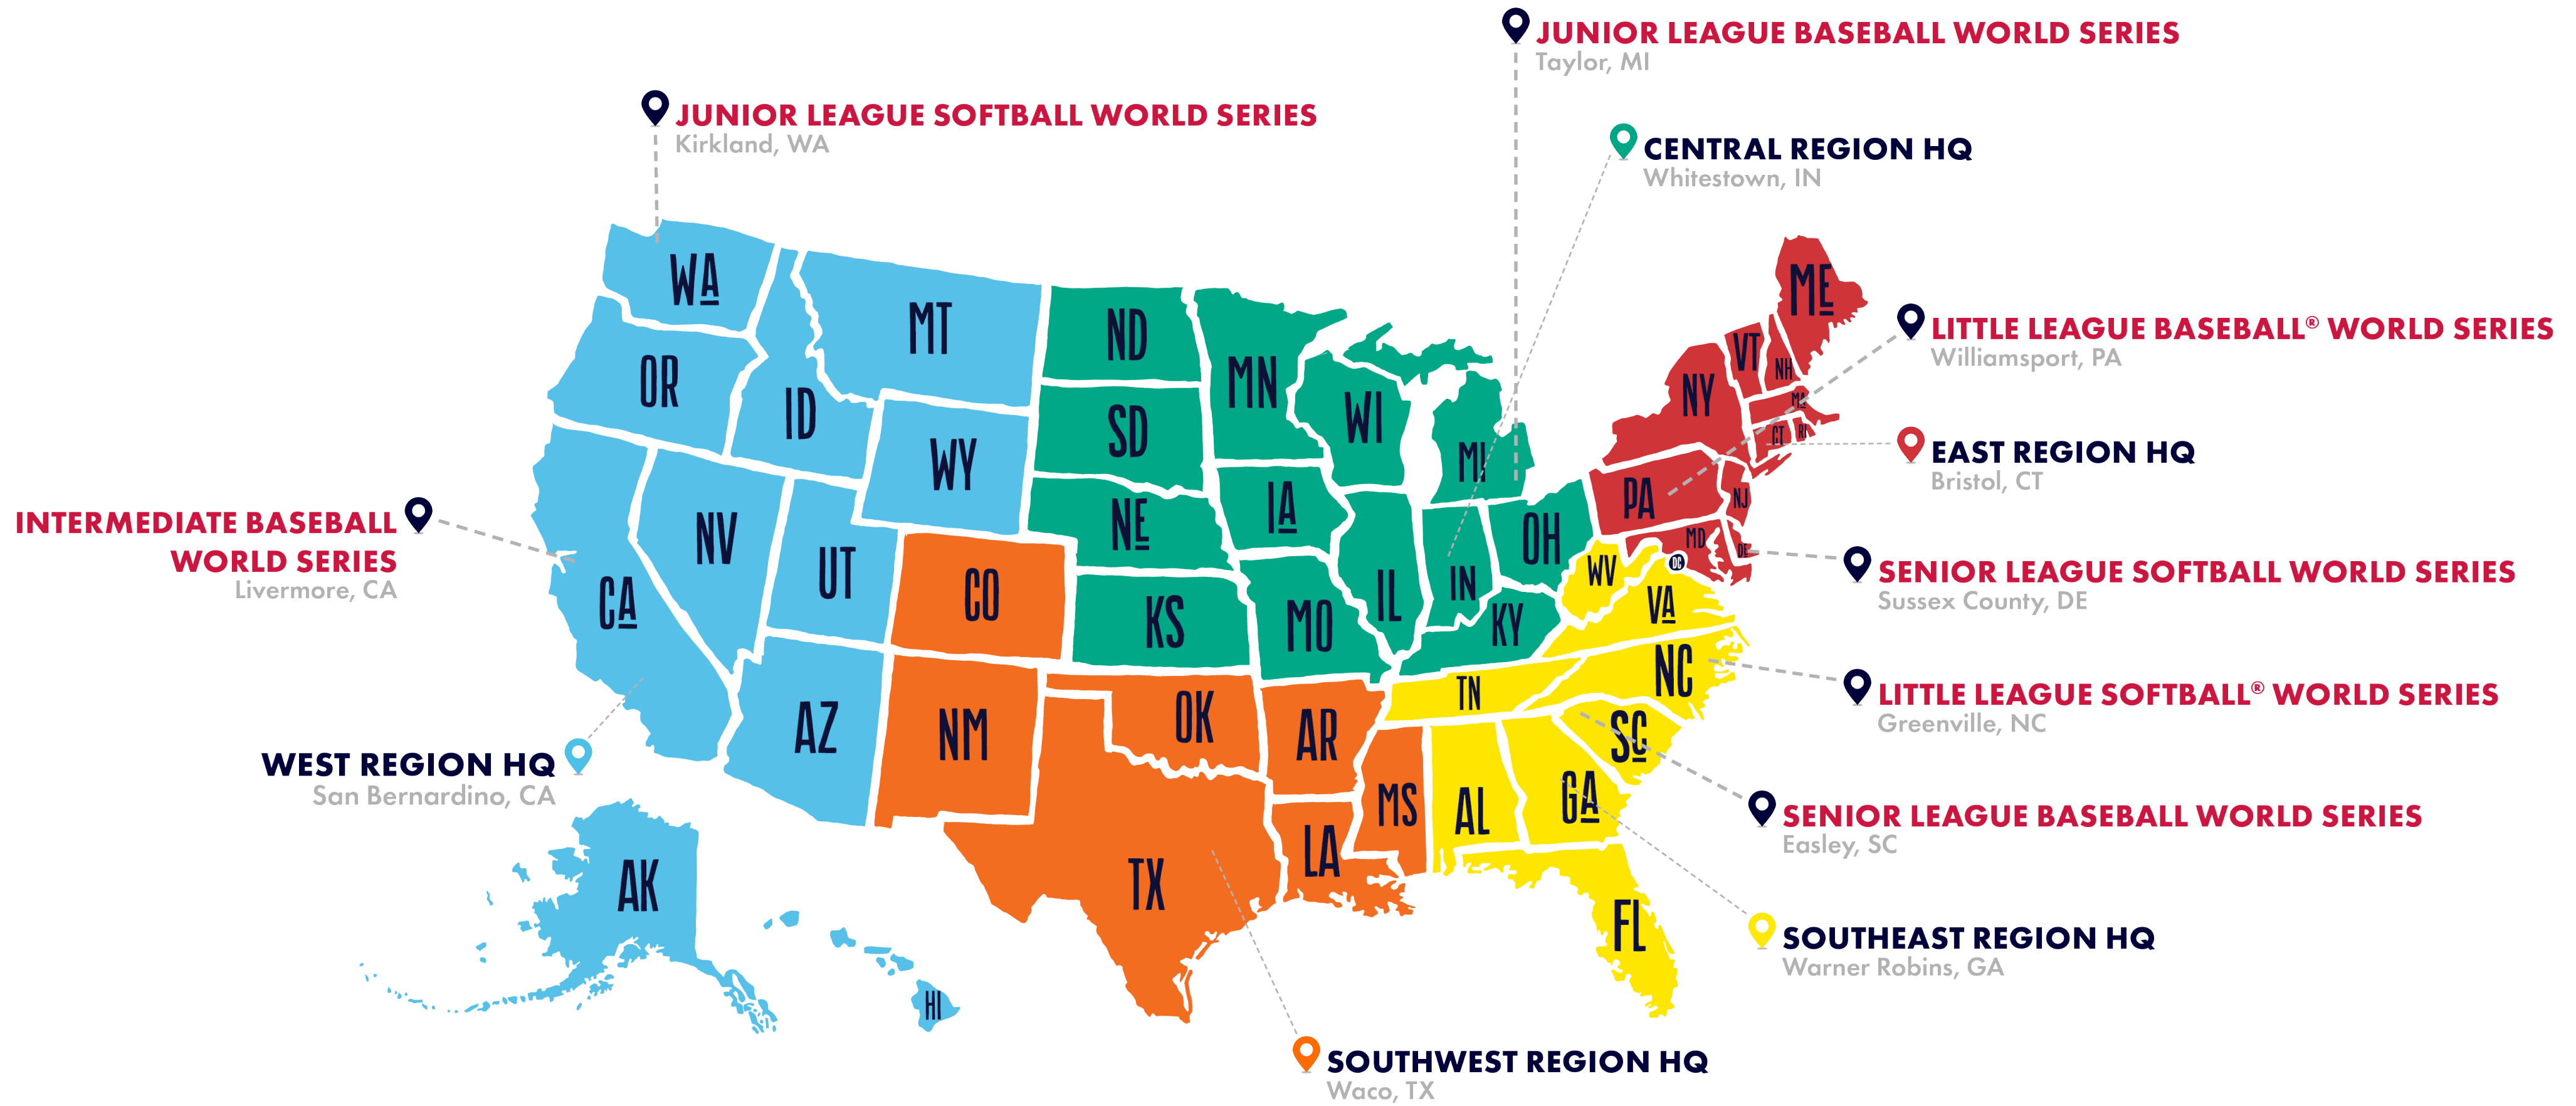 JUNIOR LEAGUE BASEBALL WORLD SERIES
Taylor, MI
JUNIOR LEAGUE SOFTBALL WORLD SERIES
Kirkland, WA
CENTRAL REGION HQ
Whitestown, IN
LITTLE LEAGUE BASEBALL® WORLD SERIES
Williamsport, PA
EAST REGION HQ
Bristol, CT
INTERMEDIATE BASEBALL
WORLD SERIES
Livermore, CA
SENIOR LEAGUE SOFTBALL WORLD SERIES
Sussex County, DE
LITTLE LEAGUE SOFTBALL® WORLD SERIES
Greenville, NC
WEST REGION HQ
San Bernardino, CA
SENIOR LEAGUE BASEBALL WORLD SERIES
Easley, SC
SOUTHEAST REGION HQ
Warner Robins, GA
SOUTHWEST REGION HQ
Waco, TX
WA
OR
ID
MT
WY
CA
NV
UT
AZ
AK
HI
CO
NM
OK
TX
AR
LA
MS
ND
SD
NE
KS
MN
IA
MO
WI
IL
MI
IN
OH
KY
ME
VT
NH
NY
MA
CT
RI
PA
NJ
MD
DE
DC
WV
VA
NC
TN
SC
GA
AL
FL